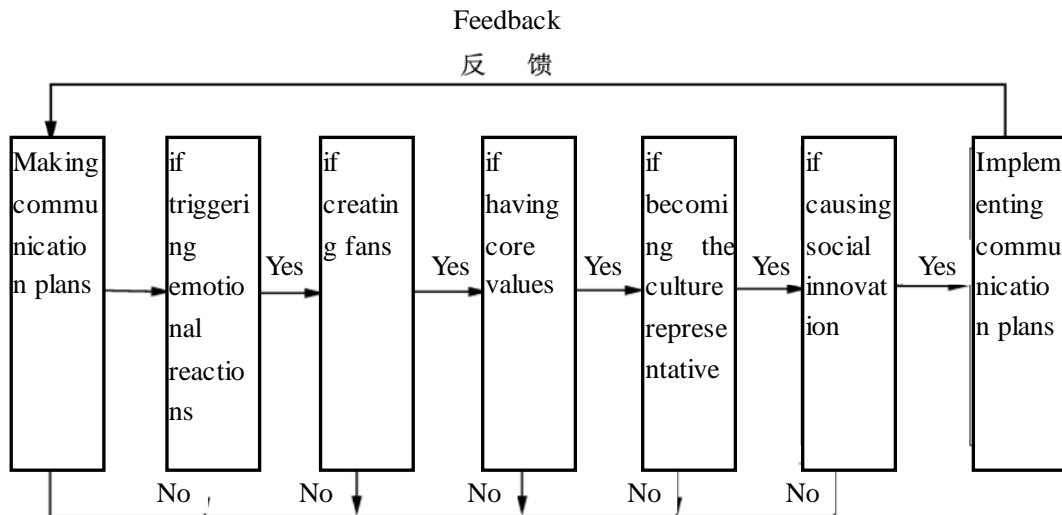 Feedback
反 馈
Making
commu
nicatio
n plans
if
triggeri
ng
emotio
nal
reactio
ns
Yes
if
creatin
g fans
Yes
if
having
core
values
Yes
if
becomi
ng the
culture
represe
ntative
Yes
if
causing
social
innovat
ion
Yes
Implem
enting
commu
nicatio
n plans
No
No
No
No
No